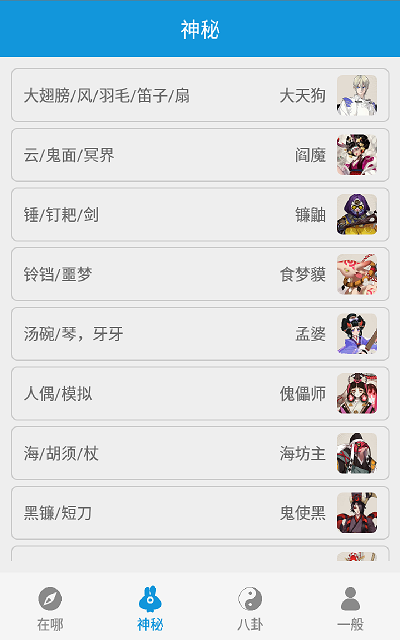 神秘
大翅膀/风/羽毛/笛子/扇 大天狗
云/鬼面/冥界 阎魔
锤/钉耙/剑 镰鼬
铃铛/噩梦 食梦貘
汤碗/琴，牙牙 孟婆
人偶/模拟 傀儡师
海/胡须/杖 海坊主
黑镰/短刀 鬼使黑
在哪 神秘 八卦 一般